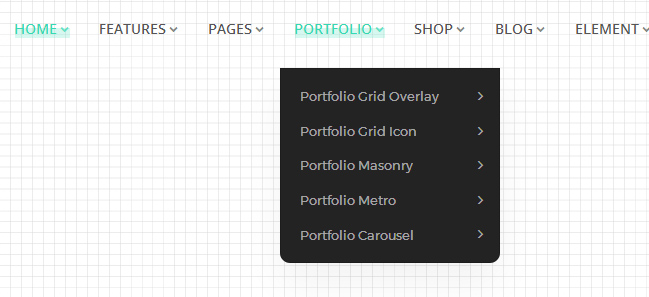 HOME FEATURES PAGES PORTFOLIO SHOP BLOG ELEMENT
Portfolio Grid Overlay
Portfolio Grid Icon
Portfolio Masonry
Portfolio Metro
Portfolio Carousel